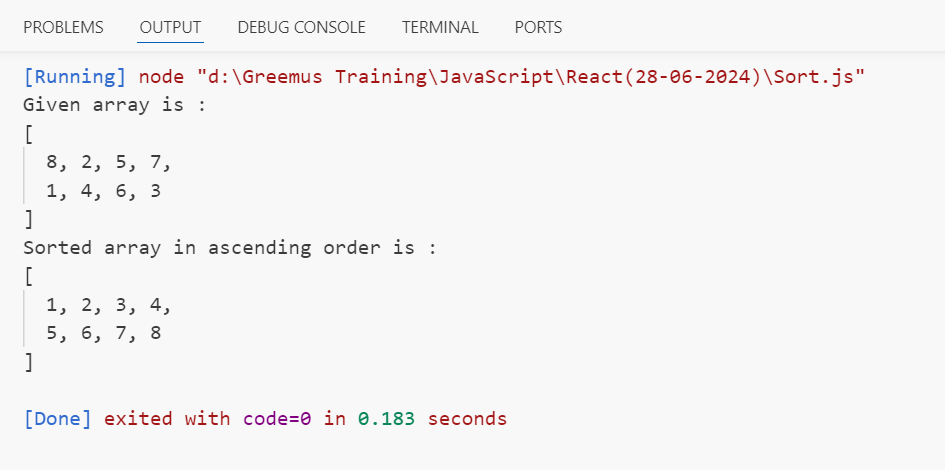 PROBLEMS OUTPUT DEBUG CONSOLE TERMINAL PORTS
[Running] node "d:\Greemus Training\JavaScript\React(28-06-2024)\Sort.js"
Given array is :
[
  8, 2, 5, 7,
  1, 4, 6, 3
]
Sorted array in ascending order is :
[
  1, 2, 3, 4,
  5, 6, 7, 8
]
[Done] exited with code=0 in 0.183 seconds